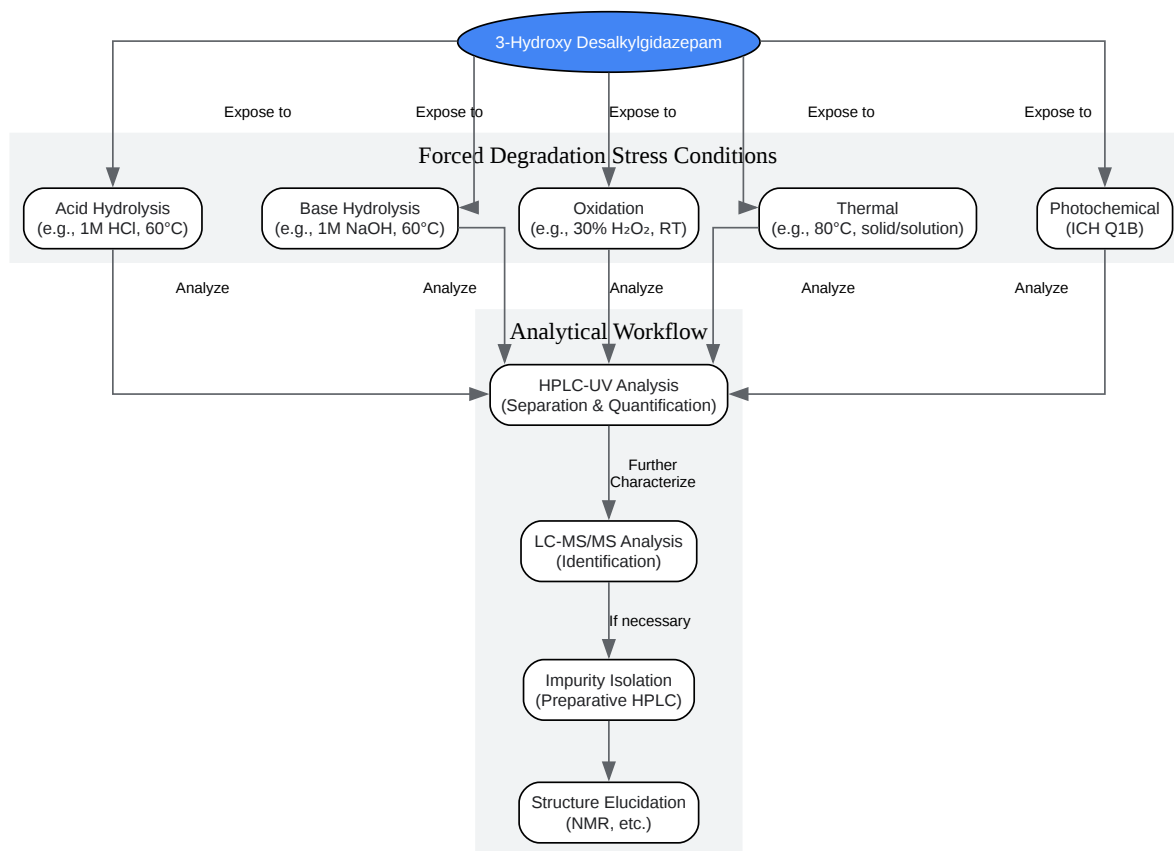 3-Hydroxy Desalkylgidazepam
Expose to
Expose to
Expose to
Expose to
Expose to
Forced Degradation Stress Conditions
Acid Hydrolysis
(e.g., 1M HCl, 60°C)
Base Hydrolysis
(e.g., 1M NaOH, 60°C)
Oxidation
(e.g., 30% H₂O₂, RT)
Thermal
(e.g., 80°C, solid/solution)
Photochemical
(ICH Q1B)
Analyze
Analyze
Analyze
Analyze
Analyze
Analytical Workflow
HPLC-UV Analysis
(Separation & Quantification)
Further
Characterize
LC-MS/MS Analysis
(Identification)
If necessary
Impurity Isolation
(Preparative HPLC)
Structure Elucidation
(NMR, etc.)